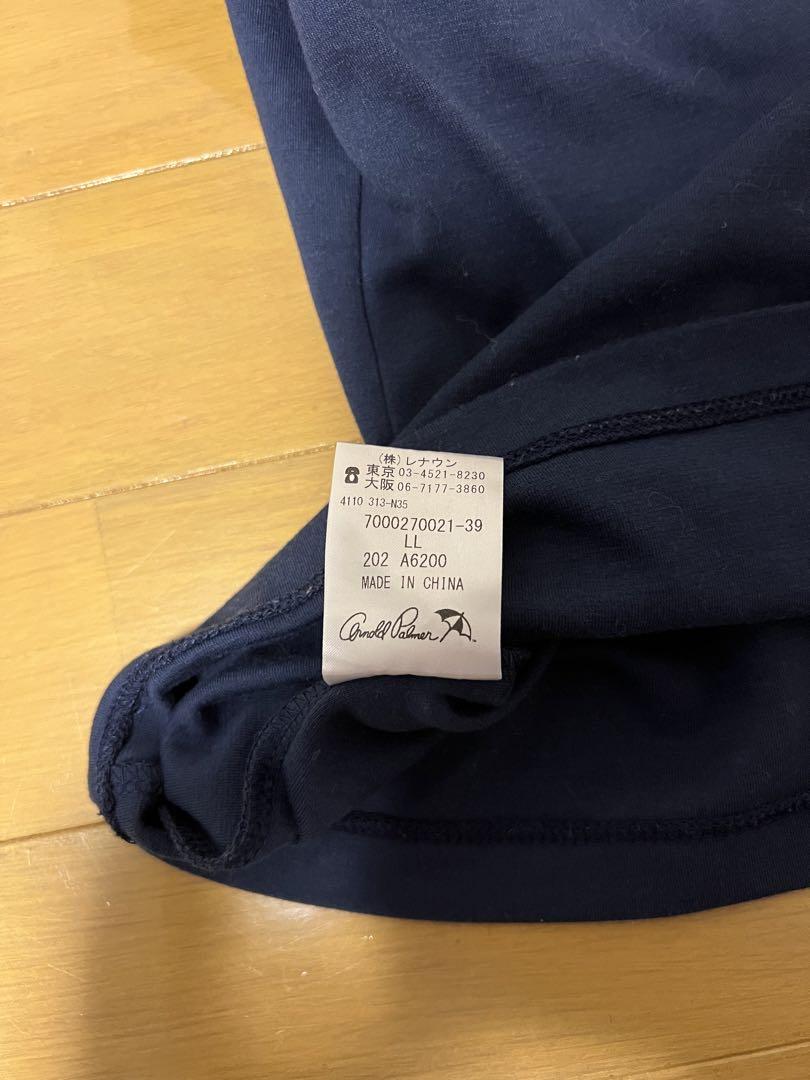 (株)レナウン
☎東京 03-4521-8230
大阪 06-7177-3860
4110 313-N35
7000270021-39
LL
202 A6200
MADE IN CHINA
Arnold Palmer ™